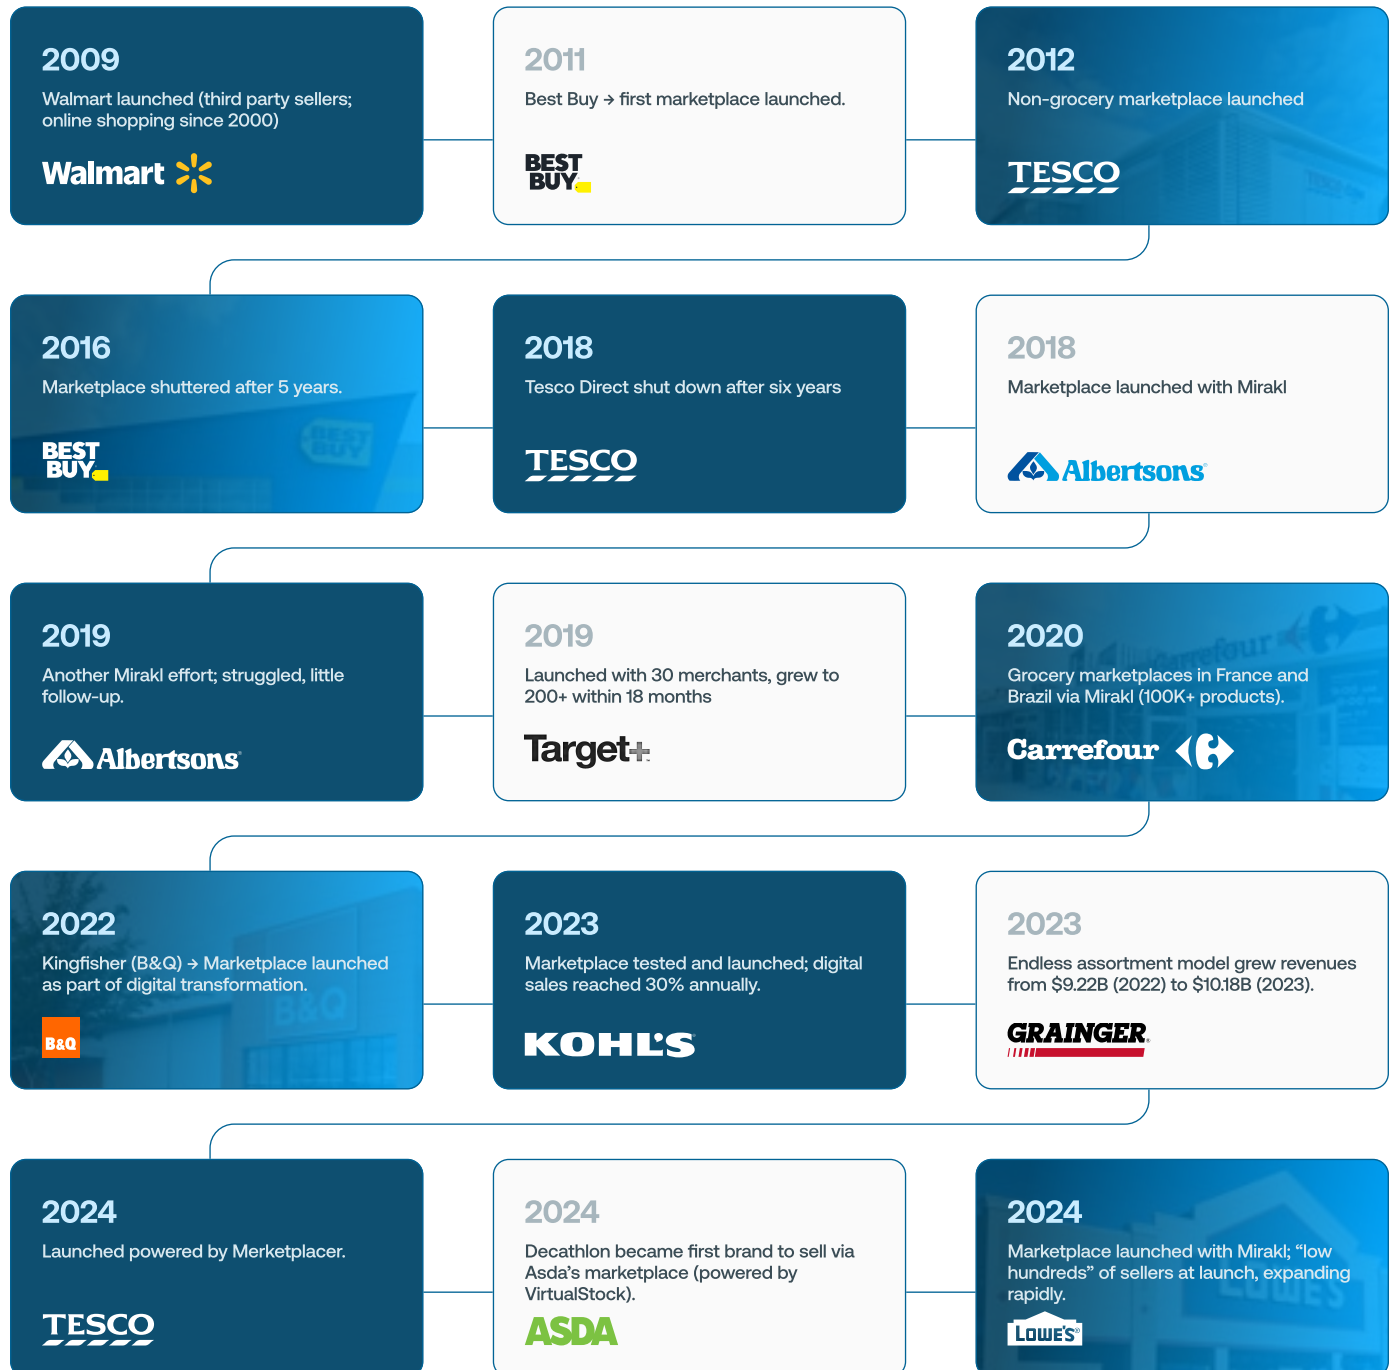 2009
Walmart launched (third party sellers;
online shopping since 2000)
Walmart
2011
Best Buy → first marketplace launched.
BEST
BUY
2012
Non-grocery marketplace launched
TESCO
2016
Marketplace shuttered after 5 years.
BEST
BUY
BEST
BUY
2018
Tesco Direct shut down after six years
TESCO
2018
Marketplace launched with Mirakl
Albertsons®
2019
Another Mirakl effort; struggled, little
follow-up.
Albertsons®
2019
Launched with 30 merchants, grew to
200+ within 18 months
Target+
2020
Grocery marketplaces in France and
Brazil via Mirakl (100K+ products).
Carrefour
Carrefour
2022
Kingfisher (B&Q) → Marketplace launched
as part of digital transformation.
B&Q
B&Q
2023
Marketplace tested and launched; digital
sales reached 30% annually.
KOHL'S
2023
Endless assortment model grew revenues
from $9.22B (2022) to $10.18B (2023).
GRAINGER®
2024
Launched powered by Merketplacer.
TESCO
2024
Decathlon became first brand to sell via
Asda's marketplace (powered by
VirtualStock).
ASDA
2024
Marketplace launched with Mirakl; “low
hundreds” of sellers at launch, expanding
rapidly.
LOWE'S
LOWE'S®